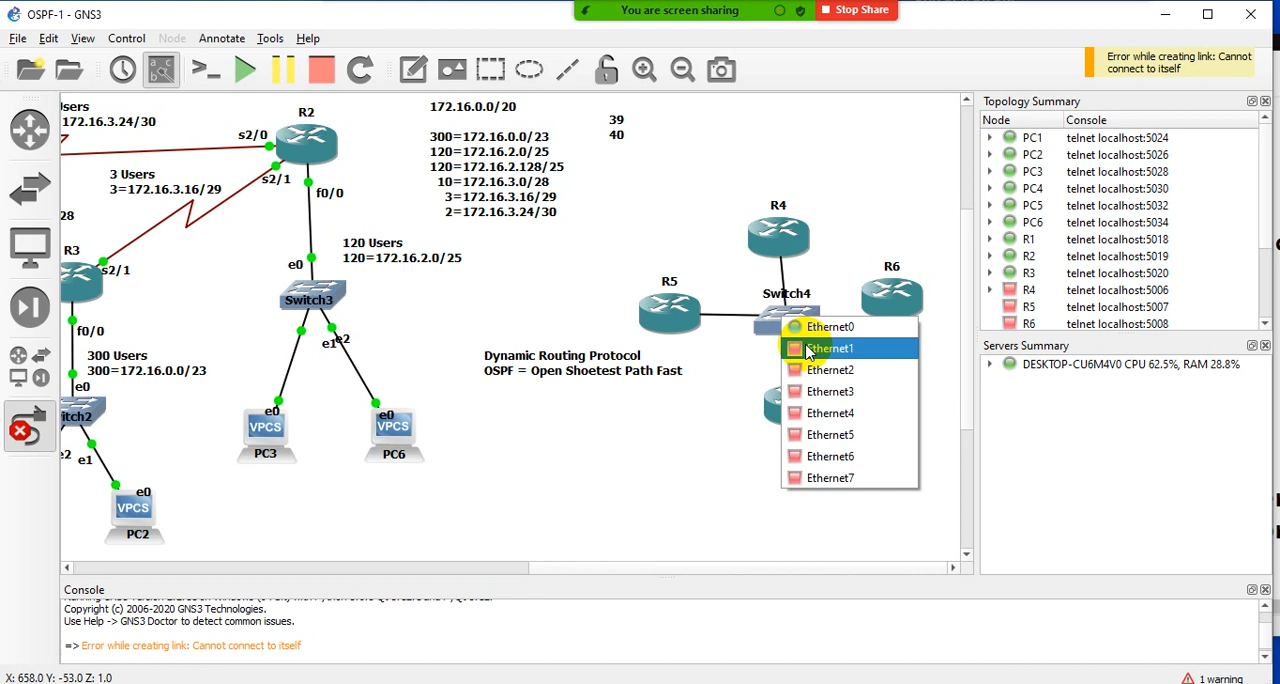 OSPF-1 - GNS3
You are screen sharing
Stop Share
File Edit View Control Node Annotate Tools Help
Error while creating link: Cannot
connect to itself
Users
172.16.3.24/30
s2/0
R2
3 Users
3=172.16.3.16/29
s2/1
f0/0
172.16.0.0/20
300=172.16.0.0/23
120=172.16.2.0/25
120=172.16.2.128/25
10=172.16.3.0/28
3=172.16.3.16/29
2=172.16.3.24/30
39
40
28
R3
s2/1
f0/0
300 Users
300=172.16.0.0/23
e0
e2
e1
e0
VPCS
PC2
120 Users
120=172.16.2.0/25
e0
Switch3
e1
e2
e0
VPCS
PC3
e0
VPCS
PC6
Dynamic Routing Protocol
OSPF = Open Shoetest Path Fast
R4
R5
R6
Switch4
Ethernet0
Ethernet1
Ethernet2
Ethernet3
Ethernet4
Ethernet5
Ethernet6
Ethernet7
Topology Summary
Node Console
PC1 telnet localhost:5024
PC2 telnet localhost:5026
PC3 telnet localhost:5028
PC4 telnet localhost:5030
PC5 telnet localhost:5032
PC6 telnet localhost:5034
R1 telnet localhost:5018
R2 telnet localhost:5019
R3 telnet localhost:5020
R4 telnet localhost:5006
R5 telnet localhost:5007
R6 telnet localhost:5008
Servers Summary
DESKTOP-CU6M4V0 CPU 62.5%, RAM 28.8%
Console
Copyright (c) 2006-2020 GNS3 Technologies.
Use Help -> GNS3 Doctor to detect common issues.
=> Error while creating link: Cannot connect to itself
X: 658.0 Y: -53.0 Z: 1.0
1 warning